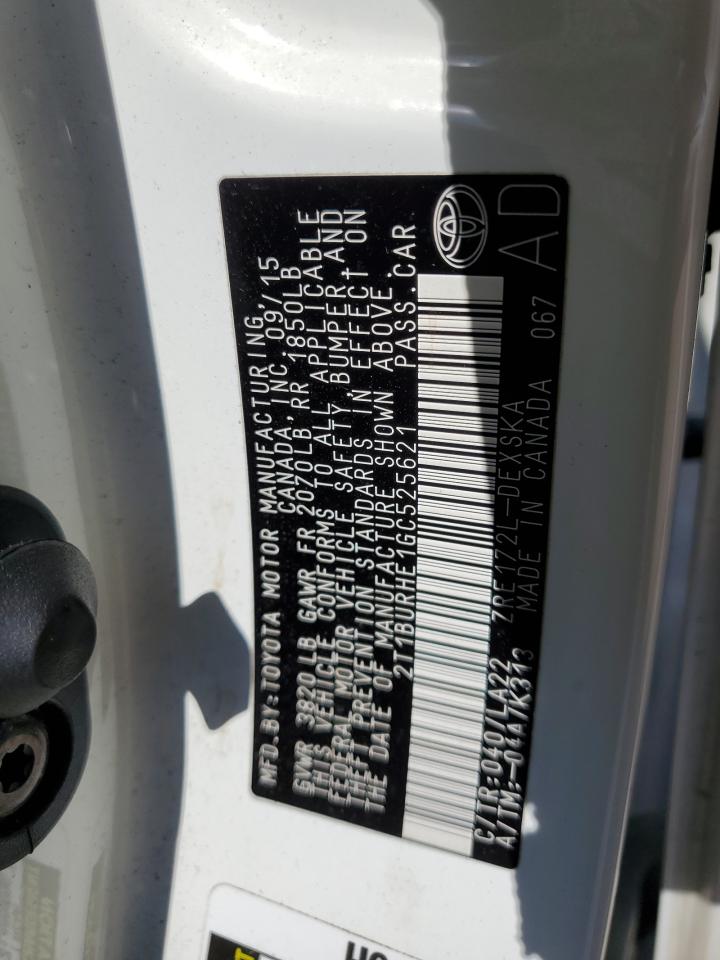 MFD.BY:TOYOTA MOTOR MANUFACTURING,
CANADA, INC. 09/15
GVWR 3820LB GAWR FR 2070LB, RR 1850LB
THIS VEHICLE CONFORMS TO ALL APPLICABLE
FEDERAL MOTOR VEHICLE SAFETY, BUMPER, AND
THEFT PREVENTION STANDARDS IN EFFECT ON
THE DATE OF MANUFACTURE SHOWN ABOVE.
2T1BURHE1GC525621 PASS.CAR
C/TR:040/LA22 ZRE172L-DEXSKA
A/TM:-04A/K313 MADE IN CANADA 067
AD